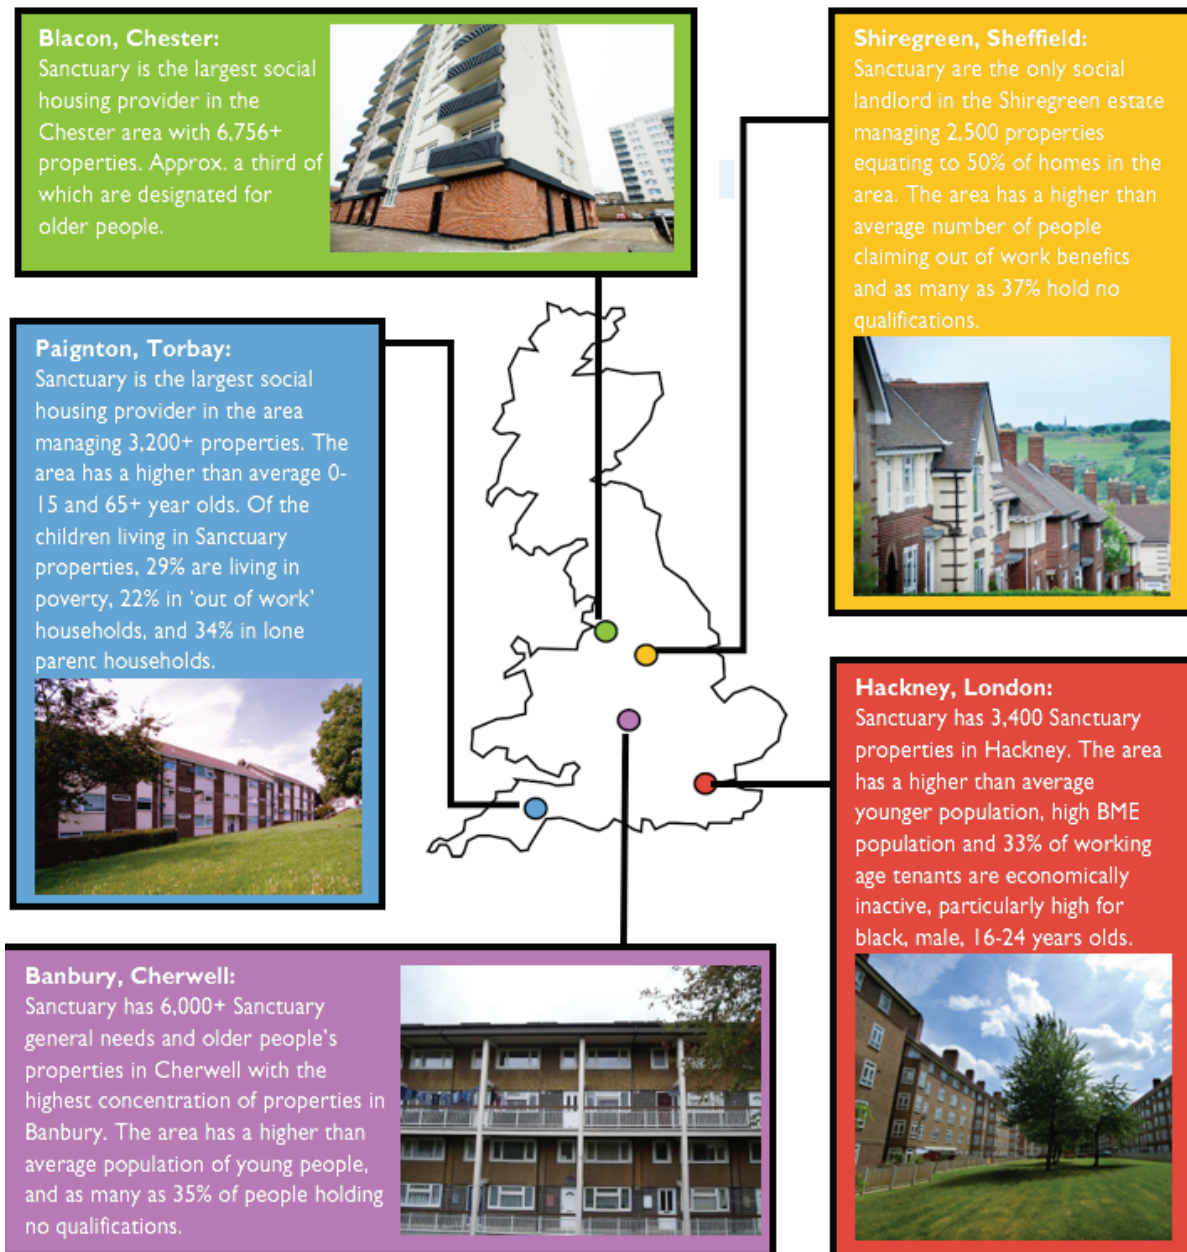 Blacon, Chester:
Sanctuary is the largest social
housing provider in the
Chester area with 6,756+
properties. Approx. a third of
which are designated for
older people.
Shiregreen, Sheffield:
Sanctuary are the only social
landlord in the Shiregreen estate
managing 2,500 properties
equating to 50% of homes in the
area. The area has a higher than
average number of people
claiming out of work benefits
and as many as 37% hold no
qualifications.
Paignton, Torbay:
Sanctuary is the largest social
housing provider in the area
managing 3,200+ properties. The
area has a higher than average 0-
15 and 65+ year olds. Of the
children living in Sanctuary
properties, 29% are living in
poverty, 22% in ‘out of work’
households, and 34% in lone
parent households.
Hackney, London:
Sanctuary has 3,400 Sanctuary
properties in Hackney. The area
has a higher than average
younger population, high BME
population and 33% of working
age tenants are economically
inactive, particularly high for
black, male, 16-24 years olds.
Banbury, Cherwell:
Sanctuary has 6,000+ Sanctuary
general needs and older people’s
properties in Cherwell with the
highest concentration of properties in
Banbury. The area has a higher than
average population of young people,
and as many as 35% of people holding
no qualifications.